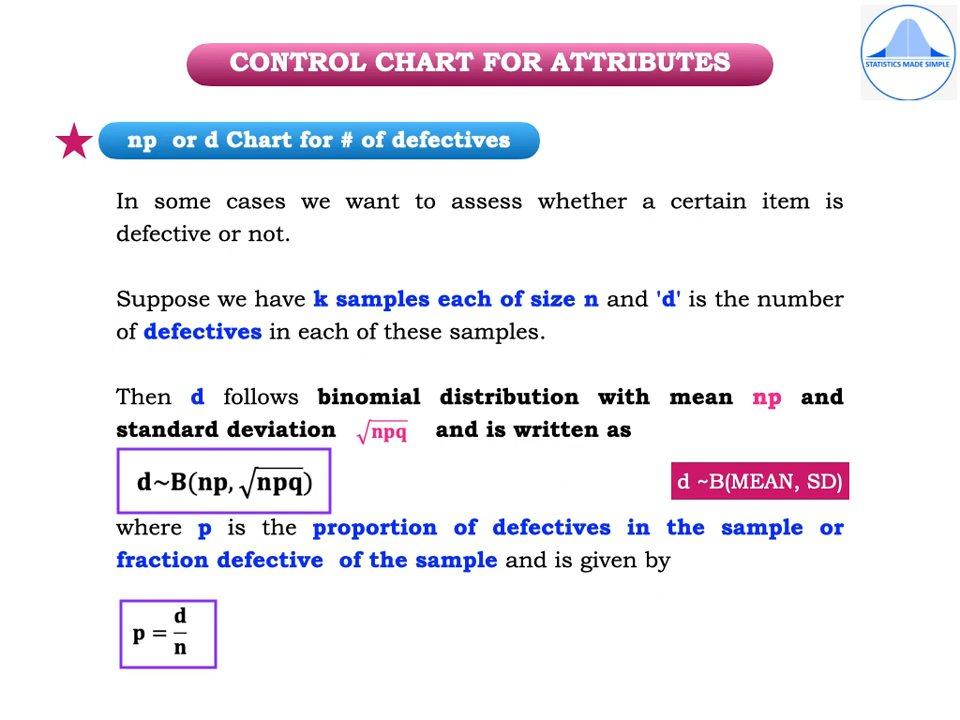 CONTROL CHART FOR ATTRIBUTES
STATISTICS MADE SIMPLE
np or d Chart for # of defectives
In some cases we want to assess whether a certain item is
defective or not.
Suppose we have k samples each of size n and 'd' is the number
of defectives in each of these samples.
Then d follows binomial distribution with mean np and
standard deviation √npq and is written as
d~B(np, √npq)
d ~B(MEAN, SD)
where p is the proportion of defectives in the sample or
fraction defective of the sample and is given by
p = d/n